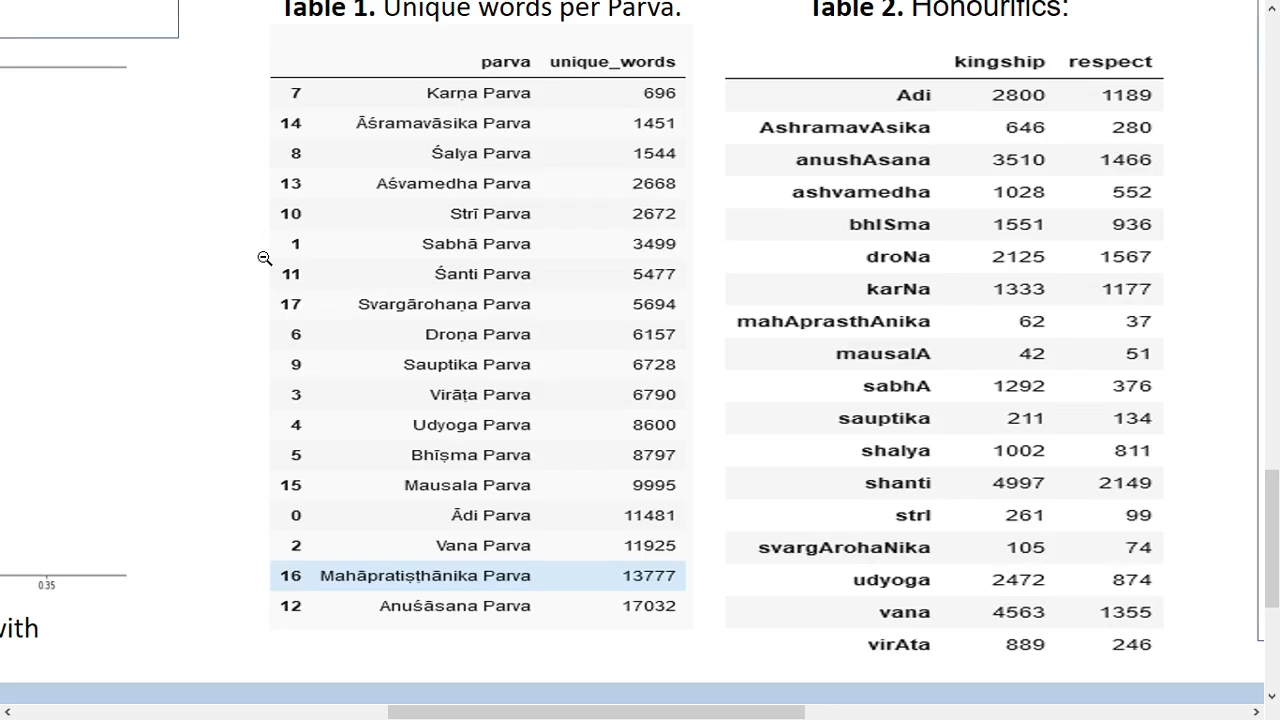 Table 1. Unique words per Parva.
parva unique_words
7 Karṇa Parva 696
14 Āśramavāsika Parva 1451
8 Śalya Parva 1544
13 Aśvamedha Parva 2668
10 Strī Parva 2672
1 Sabhā Parva 3499
11 Śanti Parva 5477
17 Svargārohaṇa Parva 5694
6 Droṇa Parva 6157
9 Sauptika Parva 6728
3 Virāṭa Parva 6790
4 Udyoga Parva 8600
5 Bhīṣma Parva 8797
15 Mausala Parva 9995
0 Ādi Parva 11481
2 Vana Parva 11925
16 Mahāpratiṣṭhānika Parva 13777
12 Anuśāsana Parva 17032
Table 2. Honourifics:
kingship respect
Adi 2800 1189
AshramavAsika 646 280
anushAsana 3510 1466
ashvamedha 1028 552
bhISma 1551 936
droNa 2125 1567
karNa 1333 1177
mahAprasthAnika 62 37
mausalA 42 51
sabhA 1292 376
sauptika 211 134
shalya 1002 811
shanti 4997 2149
strI 261 99
svargArohaNika 105 74
udyoga 2472 874
vana 4563 1355
virAta 889 246
0.35